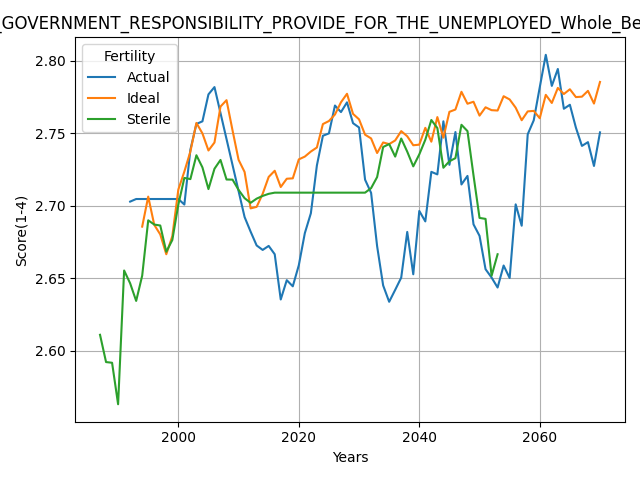 _GOVERNMENT_RESPONSIBILITY_PROVIDE_FOR_THE_UNEMPLOYED_Whole_Be
Fertility
Actual
Ideal
Sterile
Score(1-4)
2.80
2.75
2.70
2.65
2.60
2000 2020 2040 2060
Years